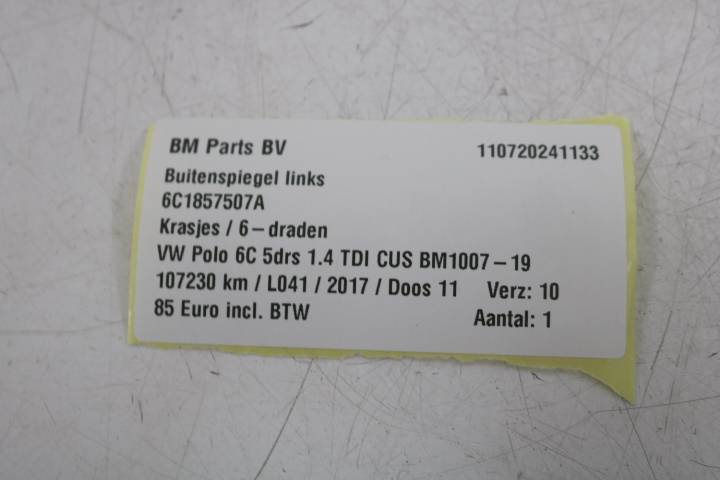 BM Parts BV 110720241133
Buitenspiegel links
6C1857507A
Krasjes / 6-draden
VW Polo 6C 5drs 1.4 TDI CUS BM1007-19
107230 km / L041 / 2017 / Doos 11 Verz: 10
85 Euro incl. BTW Aantal: 1